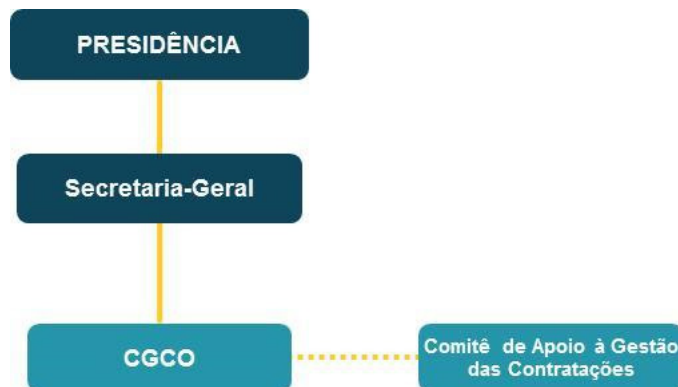 PRESIDÊNCIA
Secretaria-Geral
CGCO
Comitê de Apoio à Gestão
das Contratações